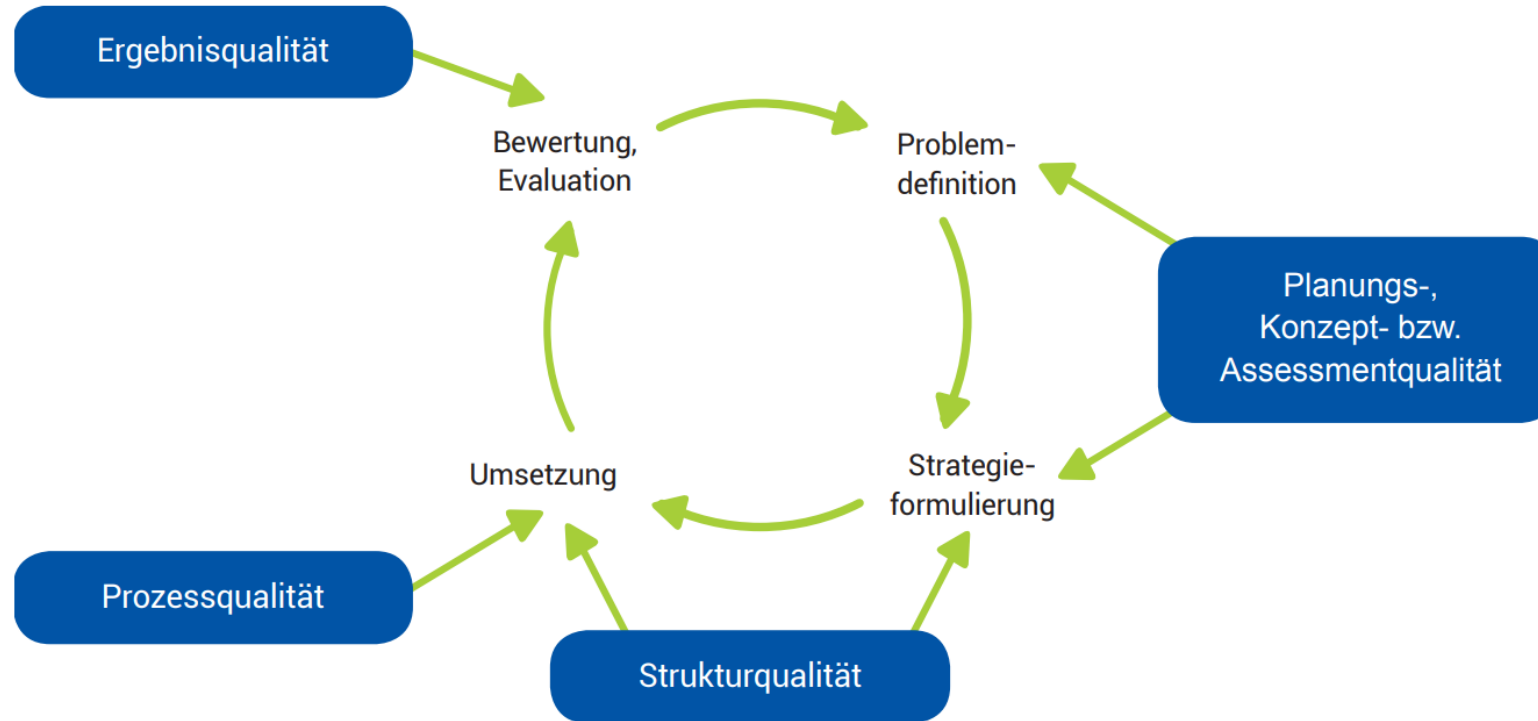 Ergebnisqualität
Bewertung,
Evaluation
Problem-
definition
Planungs-,
Konzept- bzw.
Assessmentqualität
Strategie-
formulierung
Umsetzung
Prozessqualität
Strukturqualität